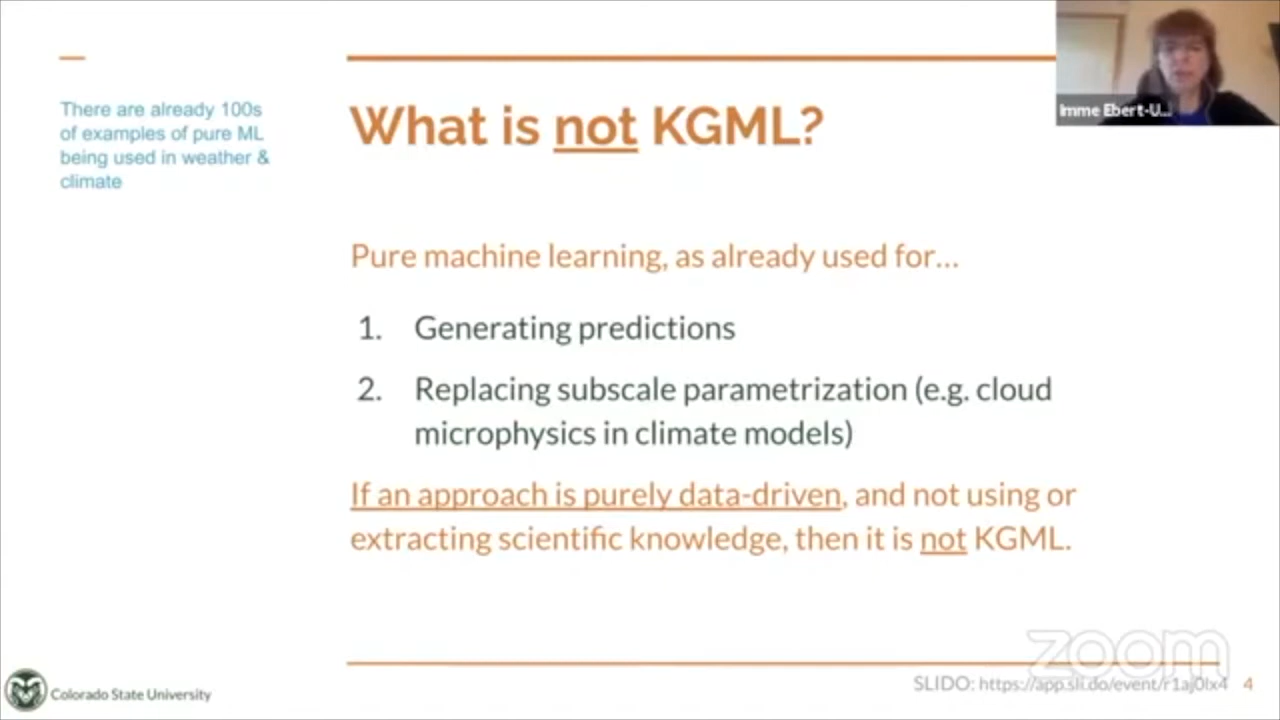 There are already 100s
of examples of pure ML
being used in weather &
climate
What is not KGML?
Imme Ebert-U...
Pure machine learning, as already used for...
1. Generating predictions
2. Replacing subscale parametrization (e.g. cloud
microphysics in climate models)
If an approach is purely data-driven, and not using or
extracting scientific knowledge, then it is not KGML.
zoom
Colorado State University
SLIDO: https://app.sli.do/event/r1aj0lx4 4